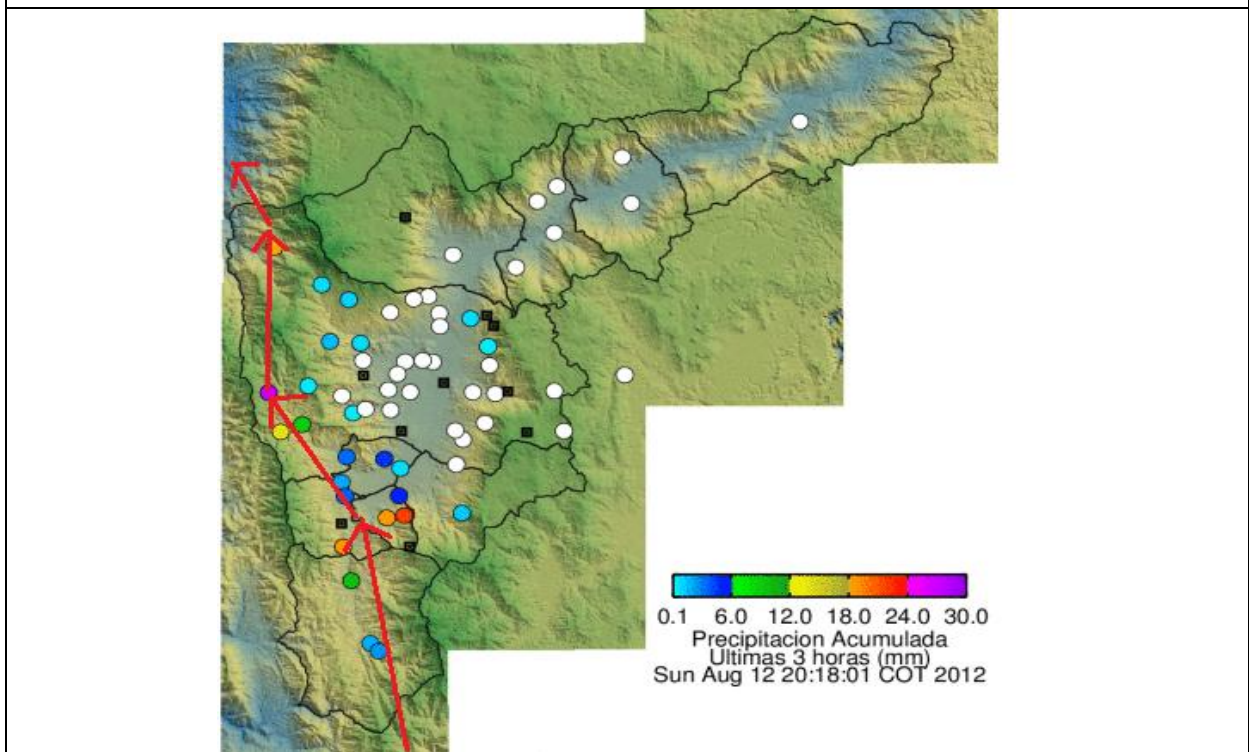 0.1 6.0 12.0 18.0 24.0 30.0
Precipitacion Acumulada
Ultimas 3 horas (mm)
Sun Aug 12 20:18:01 COT 2012